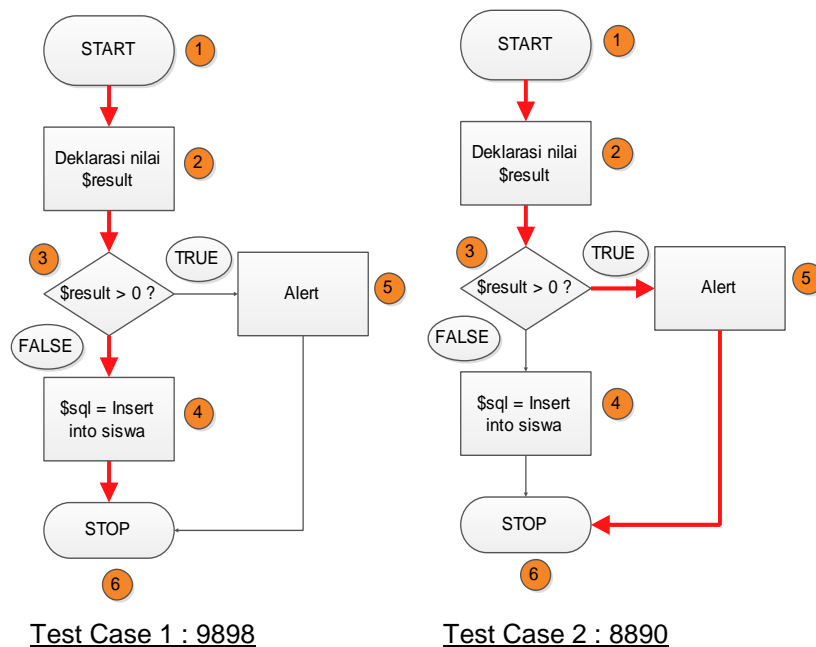 START
1
Deklarasi nilai
$result
2
3
$result > 0 ?
TRUE
Alert
5
FALSE
$sql = Insert
into siswa
4
STOP
6
Test Case 1 : 9898
START
1
Deklarasi nilai
$result
2
3
$result > 0 ?
TRUE
Alert
5
FALSE
$sql = Insert
into siswa
4
STOP
6
Test Case 2 : 8890